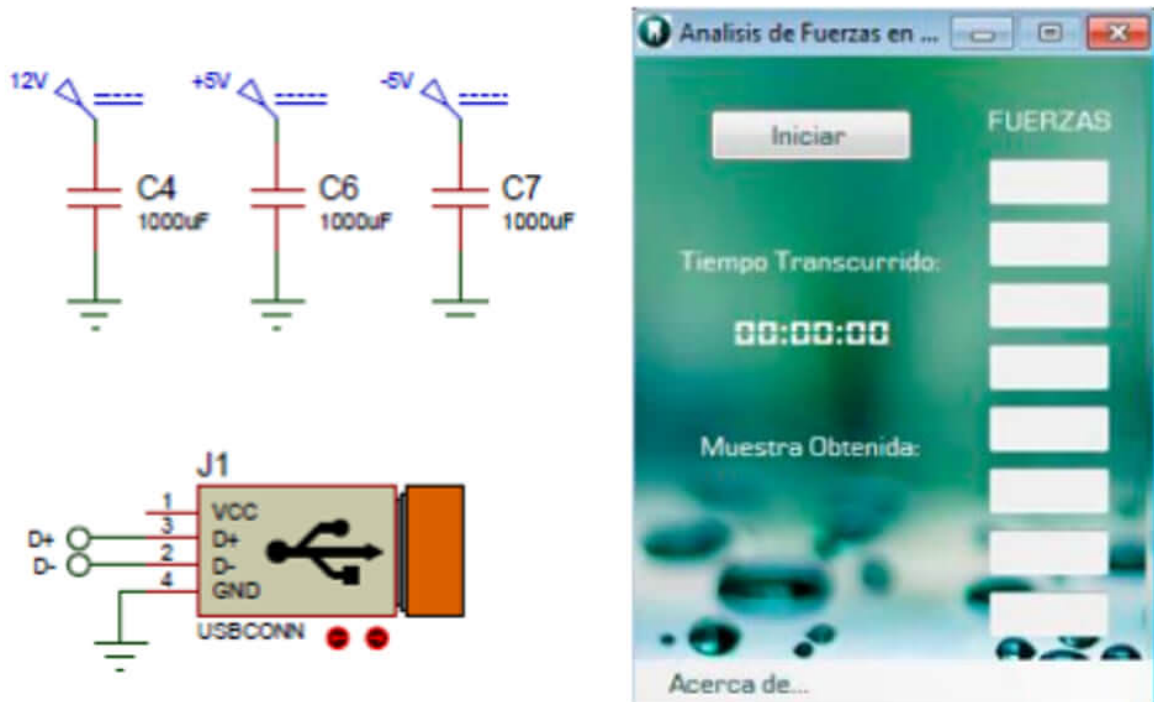 12V
+5V
-5V
C4
1000uF
C6
1000uF
C7
1000uF
J1
1
VCC
D+
3
D+
D-
2
D-
4
GND
USBCONN
Analisis de Fuerzas en ...
Iniciar
FUERZAS
Tiempo Transcurrido:
00:00:00
Muestra Obtenida:
Acerca de...